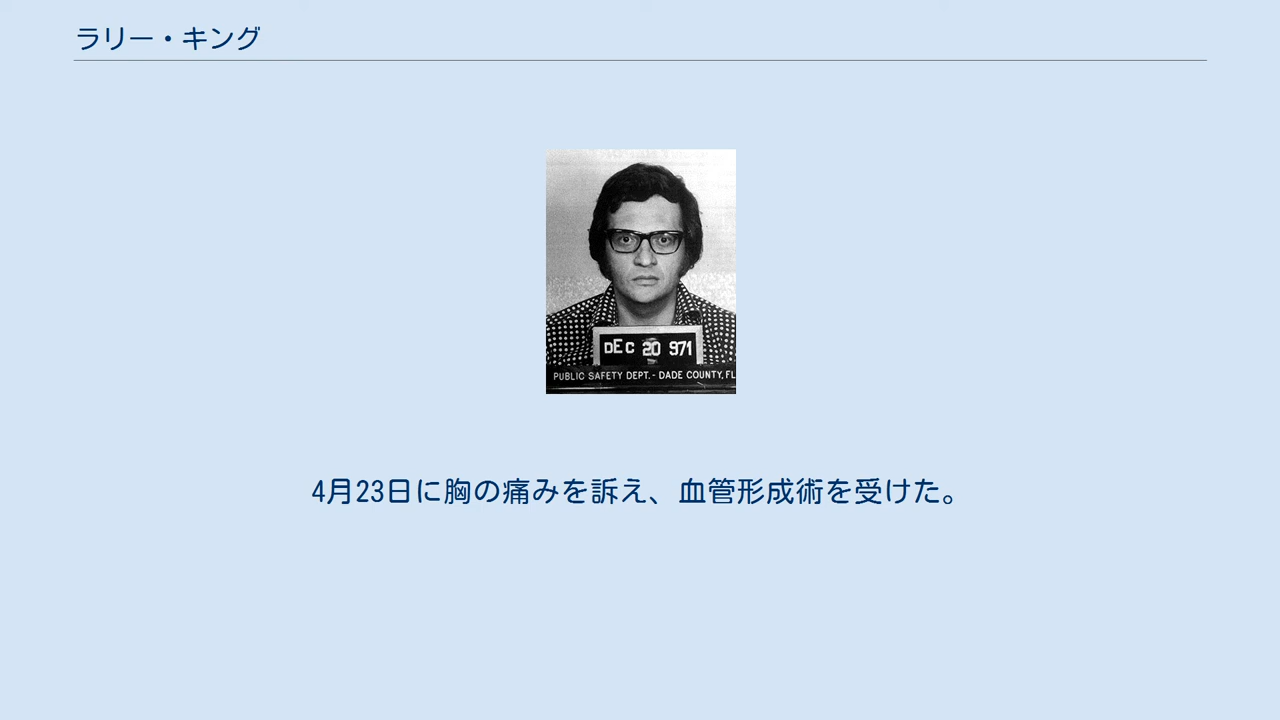 ラリー・キング
DEC 20 971
PUBLIC SAFETY DEPT.- DADE COUNTY, FL
4月23日に胸の痛みを訴え、血管形成術を受けた。